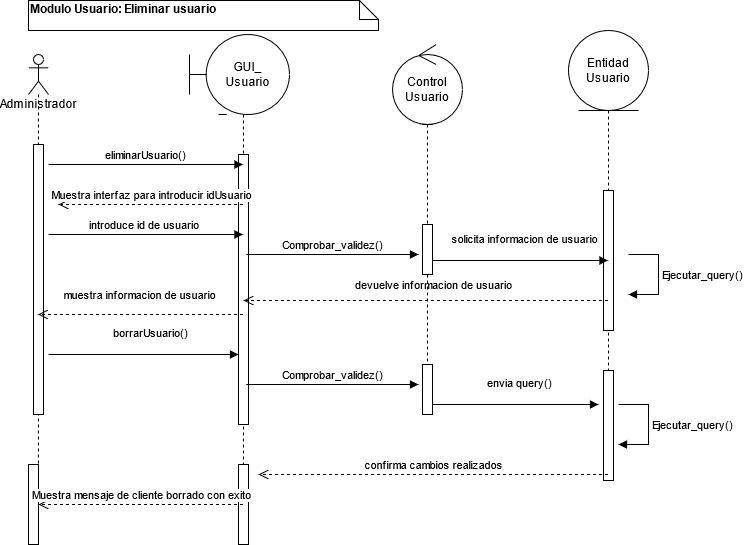 Modulo Usuario: Eliminar usuario
GUI_
Usuario
Control
Usuario
Entidad
Usuario
Administrador
eliminarUsuario()
Muestra interfaz para introducir idUsuario
introduce id de usuario
Comprobar_validez()
solicita informacion de usuario
Ejecutar_query()
devuelve informacion de usuario
muestra informacion de usuario
borrarUsuario()
Comprobar_validez()
envia query()
Ejecutar_query()
confirma cambios realizados
Muestra mensaje de cliente borrado con exito